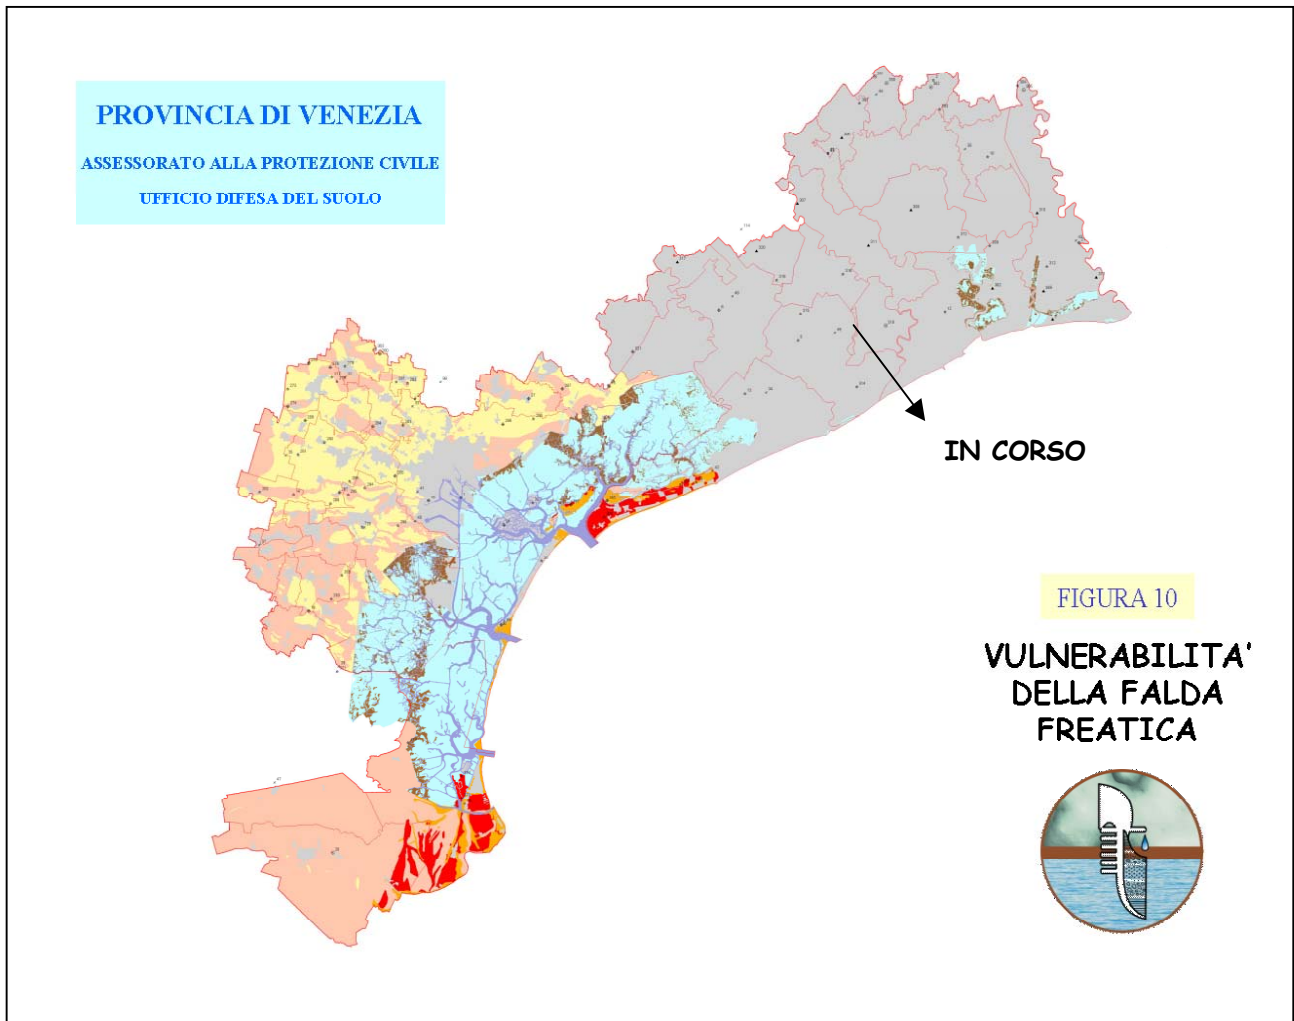 PROVINCIA DI VENEZIA
ASSESSORATO ALLA PROTEZIONE CIVILE
UFFICIO DIFESA DEL SUOLO
IN CORSO
FIGURA 10
VULNERABILITA'
DELLA FALDA
FREATICA